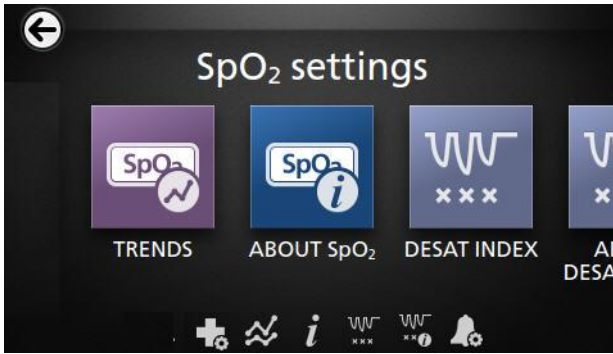 SpO₂ settings
SpO₂
SpO₂
TRENDS
ABOUT SpO₂
DESAT INDEX